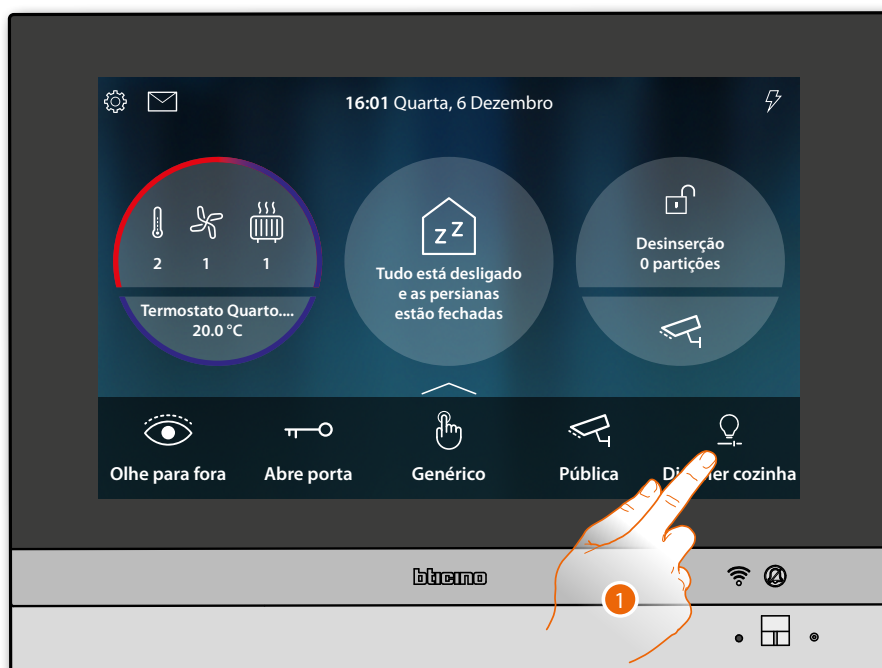 16:01 Quarta, 6 Dezembro
2 1 1
Termostato Quarto....
20.0 °C
z Z
Tudo está desligado
e as persianas
estão fechadas
Desinserção
0 partições
Olhe para fora
Abre porta
Genérico
Pública
cozinha
bticino
1